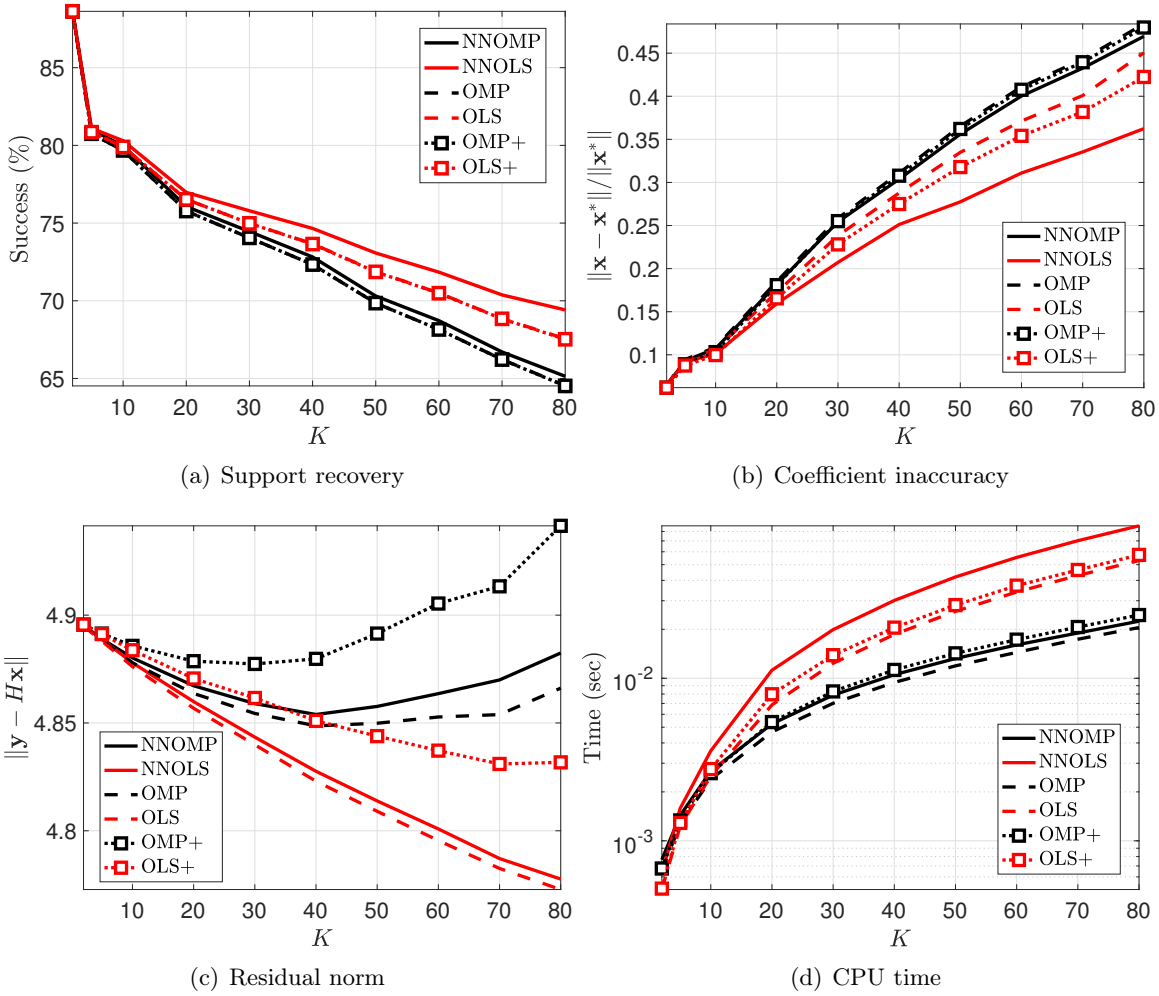 85
80
75
70
65
Success (%)
10 20 30 40 50 60 70 80
K
NNOMP
NNOLS
OMP
OLS
OMP+
OLS+
(a) Support recovery
0.45
0.4
0.35
0.3
0.25
0.2
0.15
0.1
‖x − x*‖/‖x*‖
10 20 30 40 50 60 70 80
K
NNOMP
NNOLS
OMP
OLS
OMP+
OLS+
(b) Coefficient inaccuracy
4.9
4.85
4.8
‖y − Hx‖
10 20 30 40 50 60 70 80
K
NNOMP
NNOLS
OMP
OLS
OMP+
OLS+
(c) Residual norm
10⁻²
10⁻³
Time (sec)
10 20 30 40 50 60 70 80
K
NNOMP
NNOLS
OMP
OLS
OMP+
OLS+
(d) CPU time